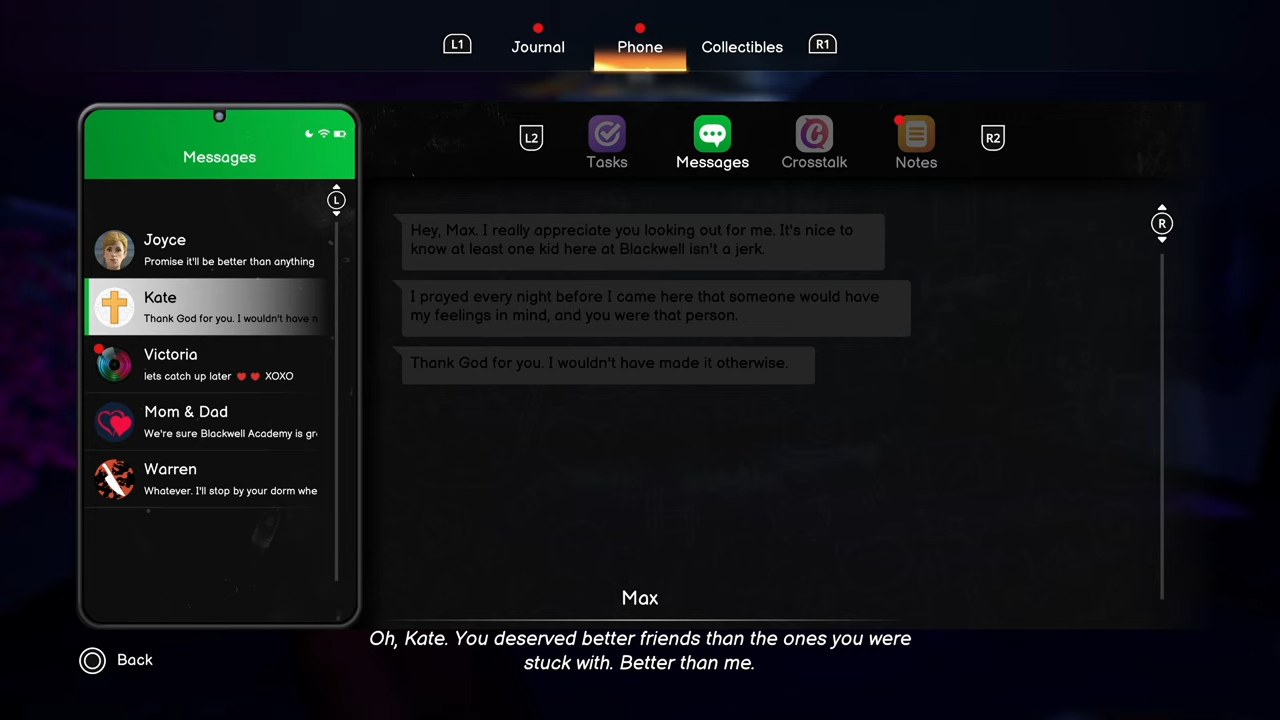 L1
Journal
Phone
Collectibles
R1
Messages
L2
Tasks
Messages
Crosstalk
Notes
R2
L
R
Joyce
Promise it'll be better than anything
Kate
Thank God for you. I wouldn't have n
Victoria
lets catch up later ❤️ ❤️ XOXO
Mom & Dad
We're sure Blackwell Academy is gr
Warren
Whatever. I'll stop by your dorm whe
Hey, Max. I really appreciate you looking out for me. It's nice to
know at least one kid here at Blackwell isn't a jerk.
I prayed every night before I came here that someone would have
my feelings in mind, and you were that person.
Thank God for you. I wouldn't have made it otherwise.
Max
Oh, Kate. You deserved better friends than the ones you were
stuck with. Better than me.
Back